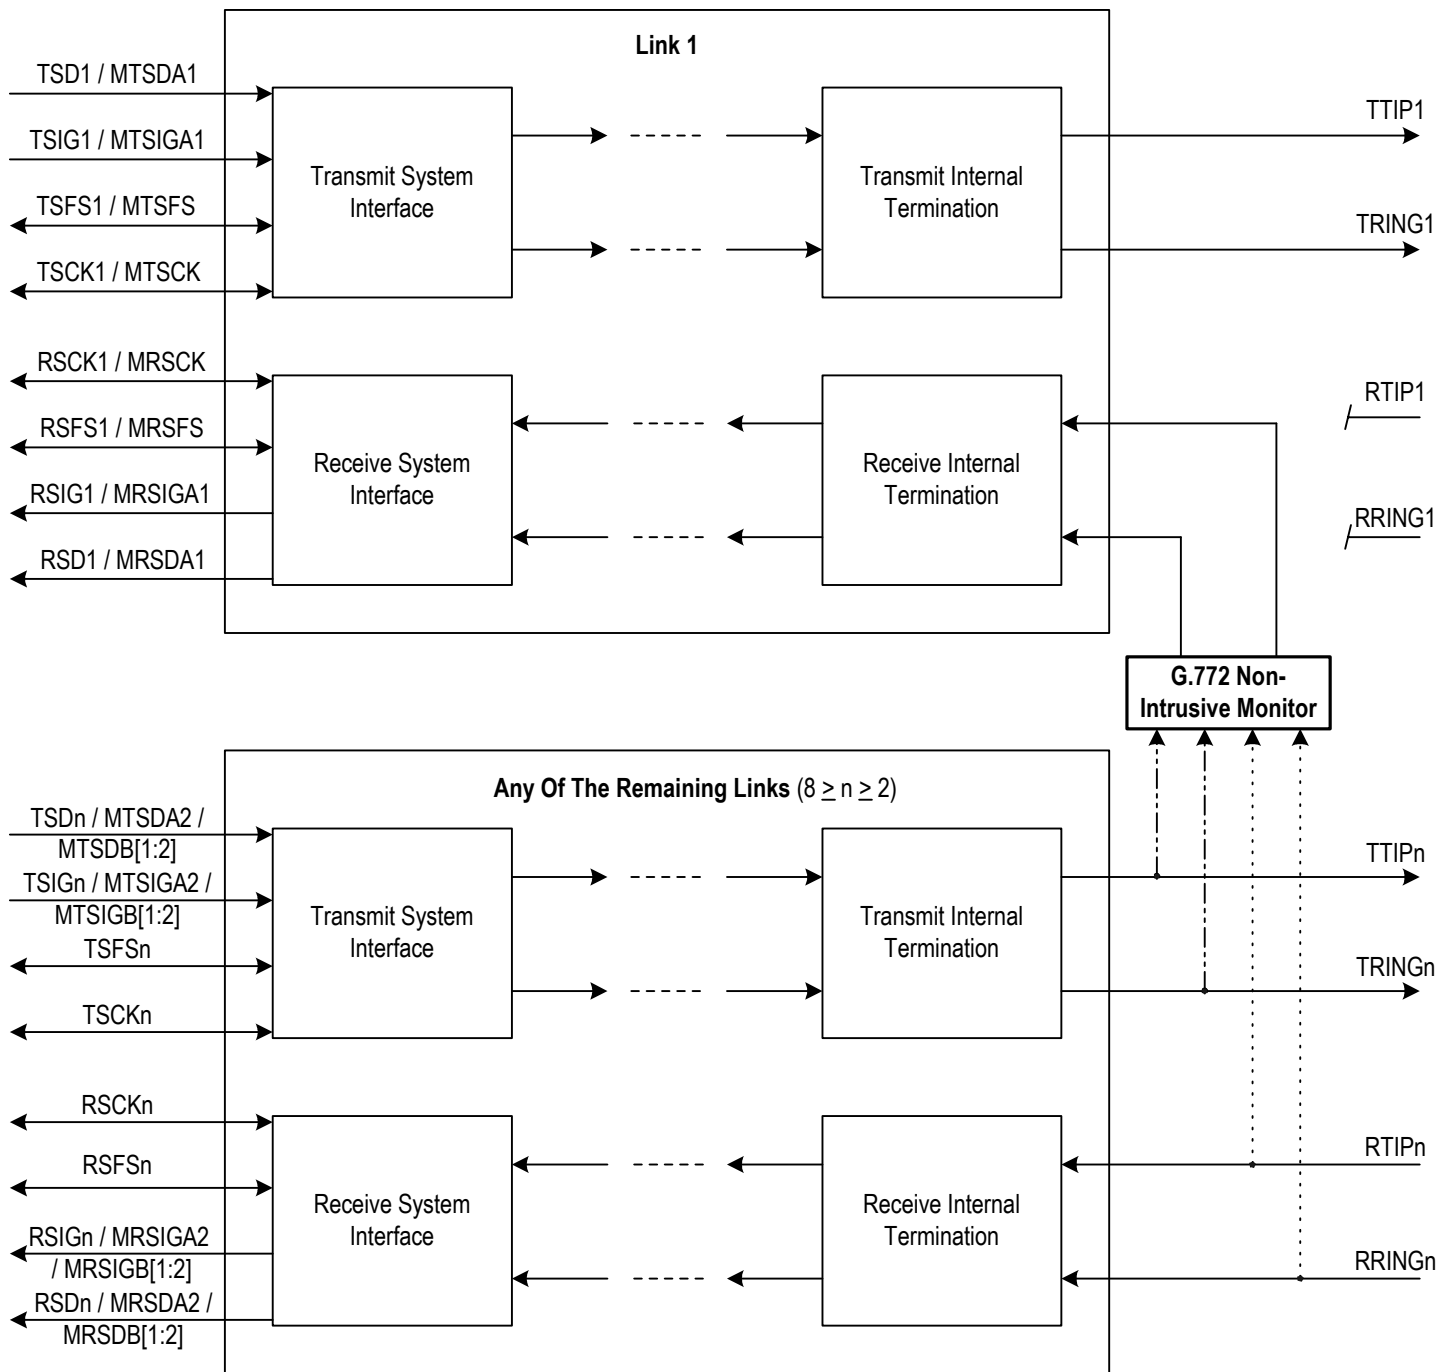 Link 1
TSD1 / MTSDA1
TSIG1 / MTSIGA1
TSFS1 / MTSFS
TSCK1 / MTSCK
Transmit System
Interface
Transmit Internal
Termination
TTIP1
TRING1
RSCK1 / MRSCK
RSFS1 / MRSFS
RSIG1 / MRSIGA1
RSD1 / MRSDA1
Receive System
Interface
Receive Internal
Termination
RTIP1
RRING1
G.772 Non-
Intrusive Monitor
Any Of The Remaining Links (8 ≥ n ≥ 2)
TSDn / MTSDA2 /
MTSDB[1:2]
TSIGn / MTSIGA2 /
MTSIGB[1:2]
TSFSn
TSCKn
Transmit System
Interface
Transmit Internal
Termination
TTIPn
TRINGn
RSCKn
RSFSn
RSIGn / MRSIGA2
/ MRSIGB[1:2]
RSDn / MRSDA2 /
MRSDB[1:2]
Receive System
Interface
Receive Internal
Termination
RTIPn
RRINGn